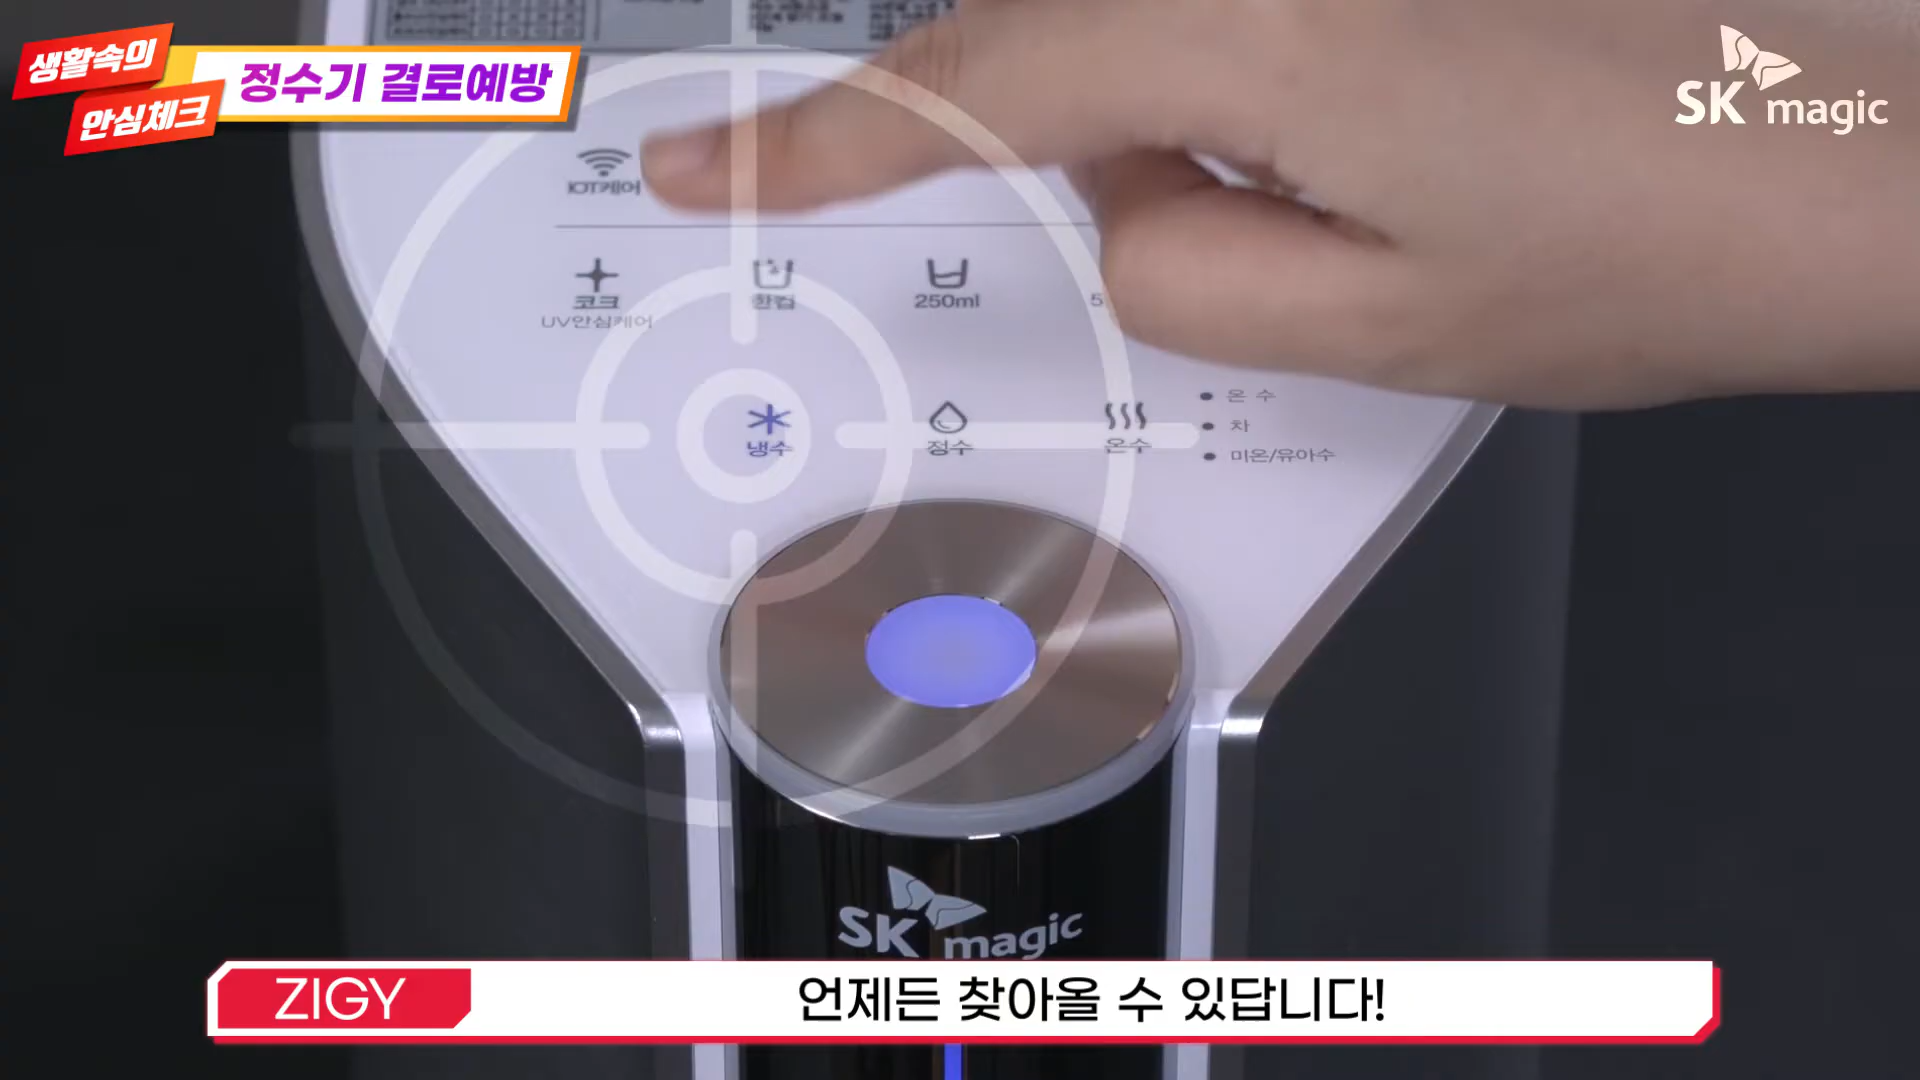 생활속의
안심체크
정수기 결로예방
SK magic
IOT케어
코크
UV안심케어
한컵
250ml
5
냉수
정수
온수
온 수
차
미온/유아수
SK magic
ZIGY
언제든 찾아올 수 있답니다!